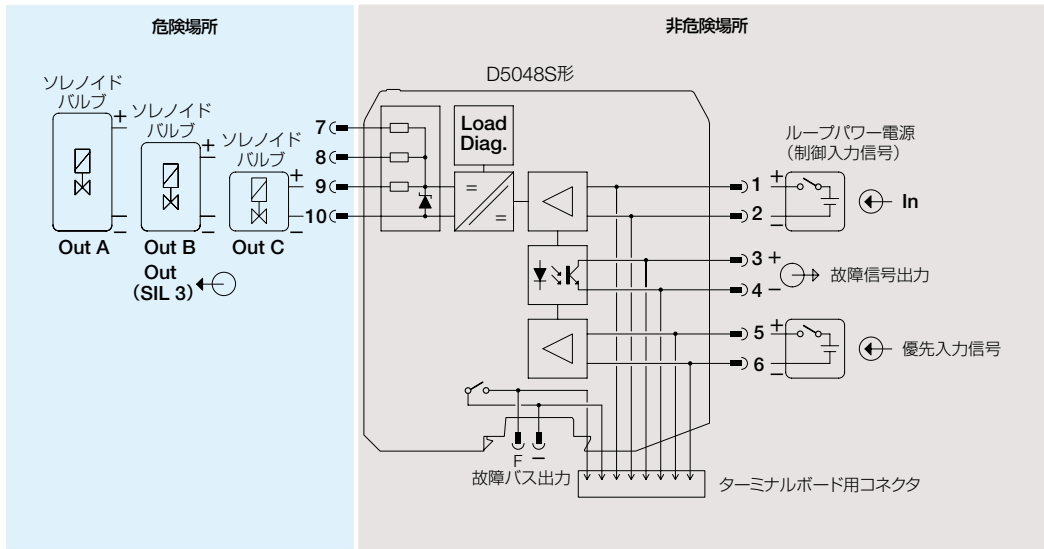 危険場所
非危険場所
D5048S形
ソレノイド
バルブ
+
−
Out A
ソレノイド
バルブ
+
−
Out B
Out
(SIL 3)
ソレノイド
バルブ
+
−
Out C
7
8
9
10
Load
Diag.
=
=
1
+
2
−
ループパワー電源
(制御入力信号)
In
3 +
4 −
故障信号出力
5
+
6
−
優先入力信号
F −
故障バス出力
ターミナルボード用コネクタ